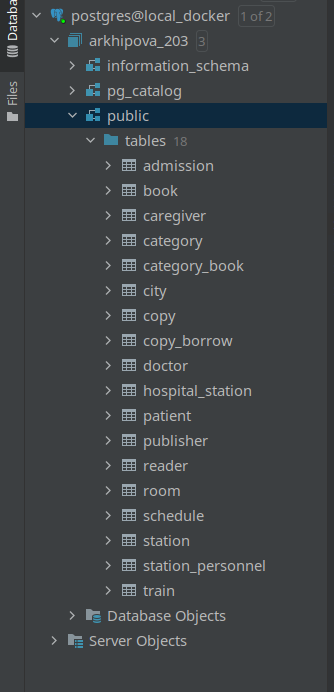 Databa
Files
postgres@local_docker 1 of 2
arkhipova_203 3
information_schema
pg_catalog
public
tables 18
admission
book
caregiver
category
category_book
city
copy
copy_borrow
doctor
hospital_station
patient
publisher
reader
room
schedule
station
station_personnel
train
Database Objects
Server Objects